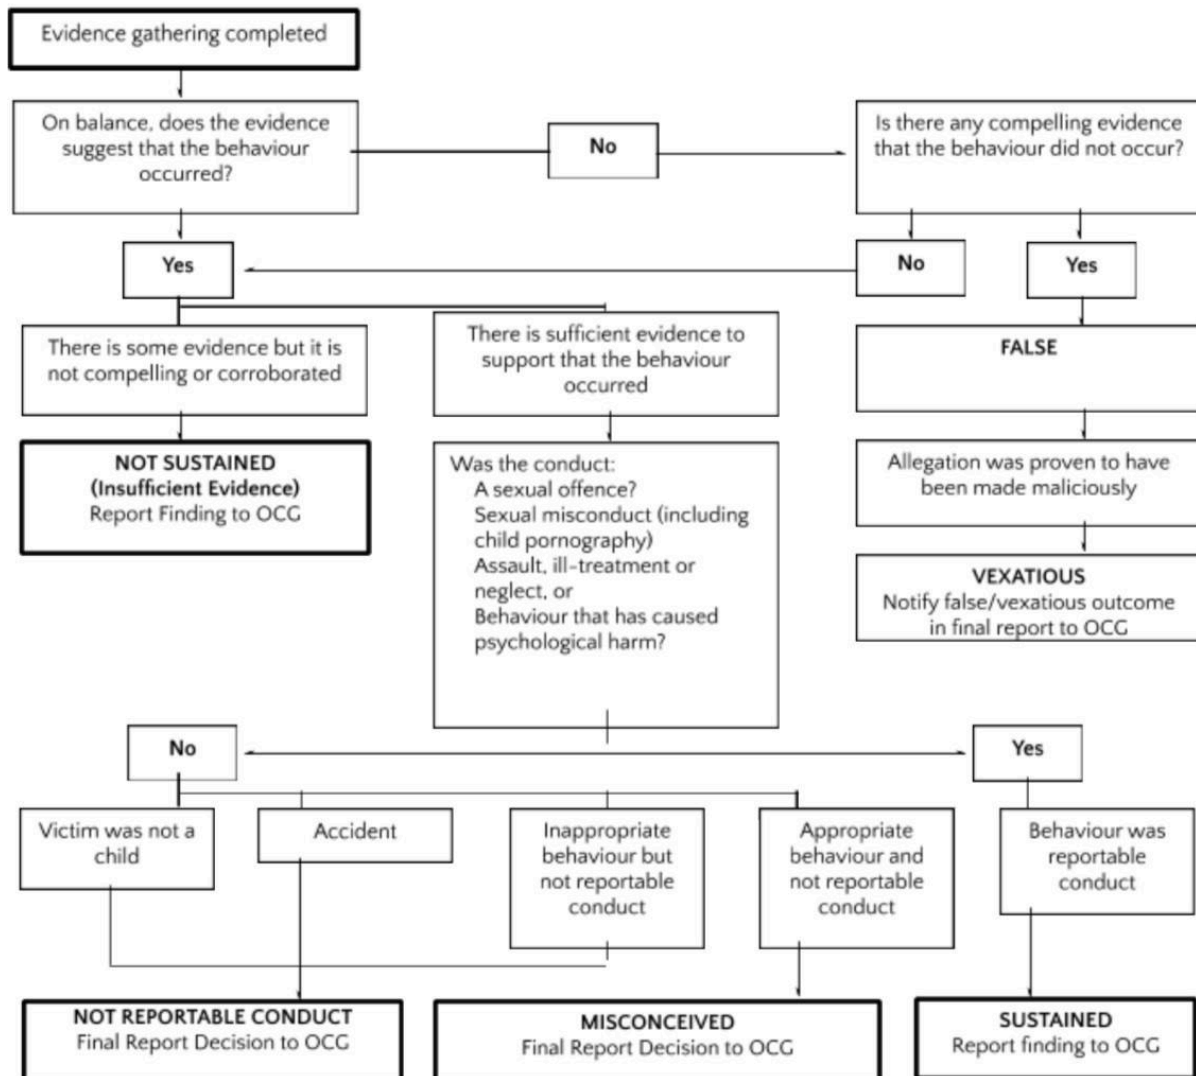 Evidence gathering completed
On balance, does the evidence
suggest that the behaviour
occurred?
No
Is there any compelling evidence
that the behaviour did not occur?
Yes
No
Yes
There is some evidence but it is
not compelling or corroborated
There is sufficient evidence to
support that the behaviour
occurred
FALSE
NOT SUSTAINED
(Insufficient Evidence)
Report Finding to OCG
Was the conduct:
A sexual offence?
Sexual misconduct (including
child pornography)
Assault, ill-treatment or
neglect, or
Behaviour that has caused
psychological harm?
Allegation was proven to have
been made maliciously
VEXATIOUS
Notify false/vexatious outcome
in final report to OCG
No
Yes
Victim was not a
child
Accident
Inappropriate
behaviour but
not reportable
conduct
Appropriate
behaviour and
not reportable
conduct
Behaviour was
reportable
conduct
NOT REPORTABLE CONDUCT
Final Report Decision to OCG
MISCONCEIVED
Final Report Decision to OCG
SUSTAINED
Report finding to OCG